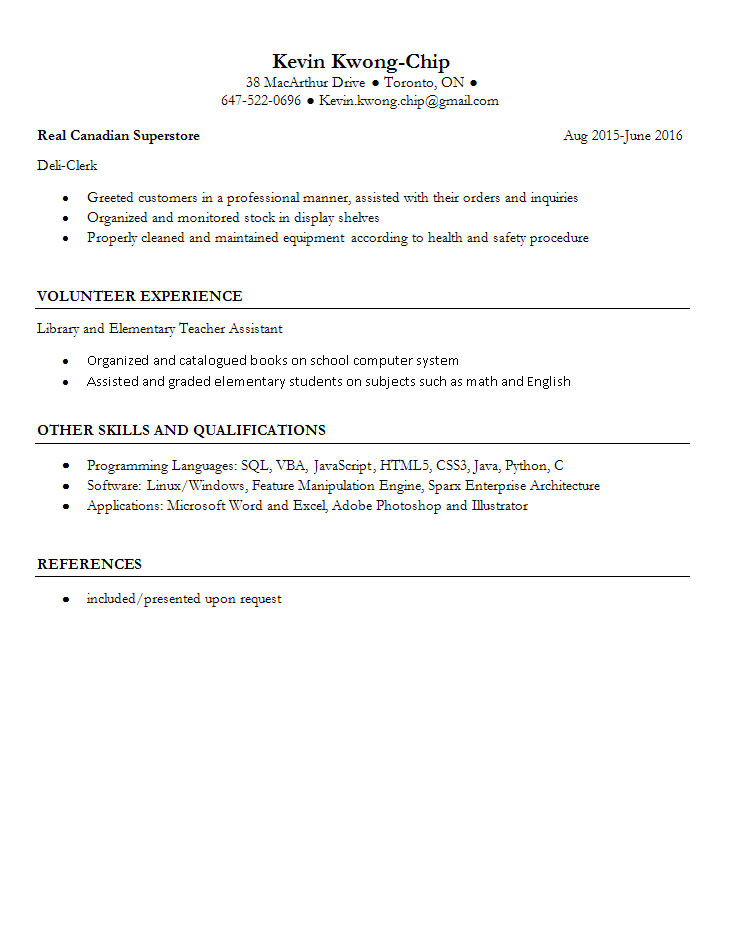 Kevin Kwong-Chip
38 MacArthur Drive ● Toronto, ON ●
647-522-0696 ● Kevin.kwong.chip@gmail.com
Real Canadian Superstore Aug 2015-June 2016
Deli-Clerk
● Greeted customers in a professional manner, assisted with their orders and inquiries
● Organized and monitored stock in display shelves
● Properly cleaned and maintained equipment according to health and safety procedure
VOLUNTEER EXPERIENCE
Library and Elementary Teacher Assistant
● Organized and catalogued books on school computer system
● Assisted and graded elementary students on subjects such as math and English
OTHER SKILLS AND QUALIFICATIONS
● Programming Languages: SQL, VBA, JavaScript, HTML5, CSS3, Java, Python, C
● Software: Linux/Windows, Feature Manipulation Engine, Sparx Enterprise Architecture
● Applications: Microsoft Word and Excel, Adobe Photoshop and Illustrator
REFERENCES
● included/presented upon request